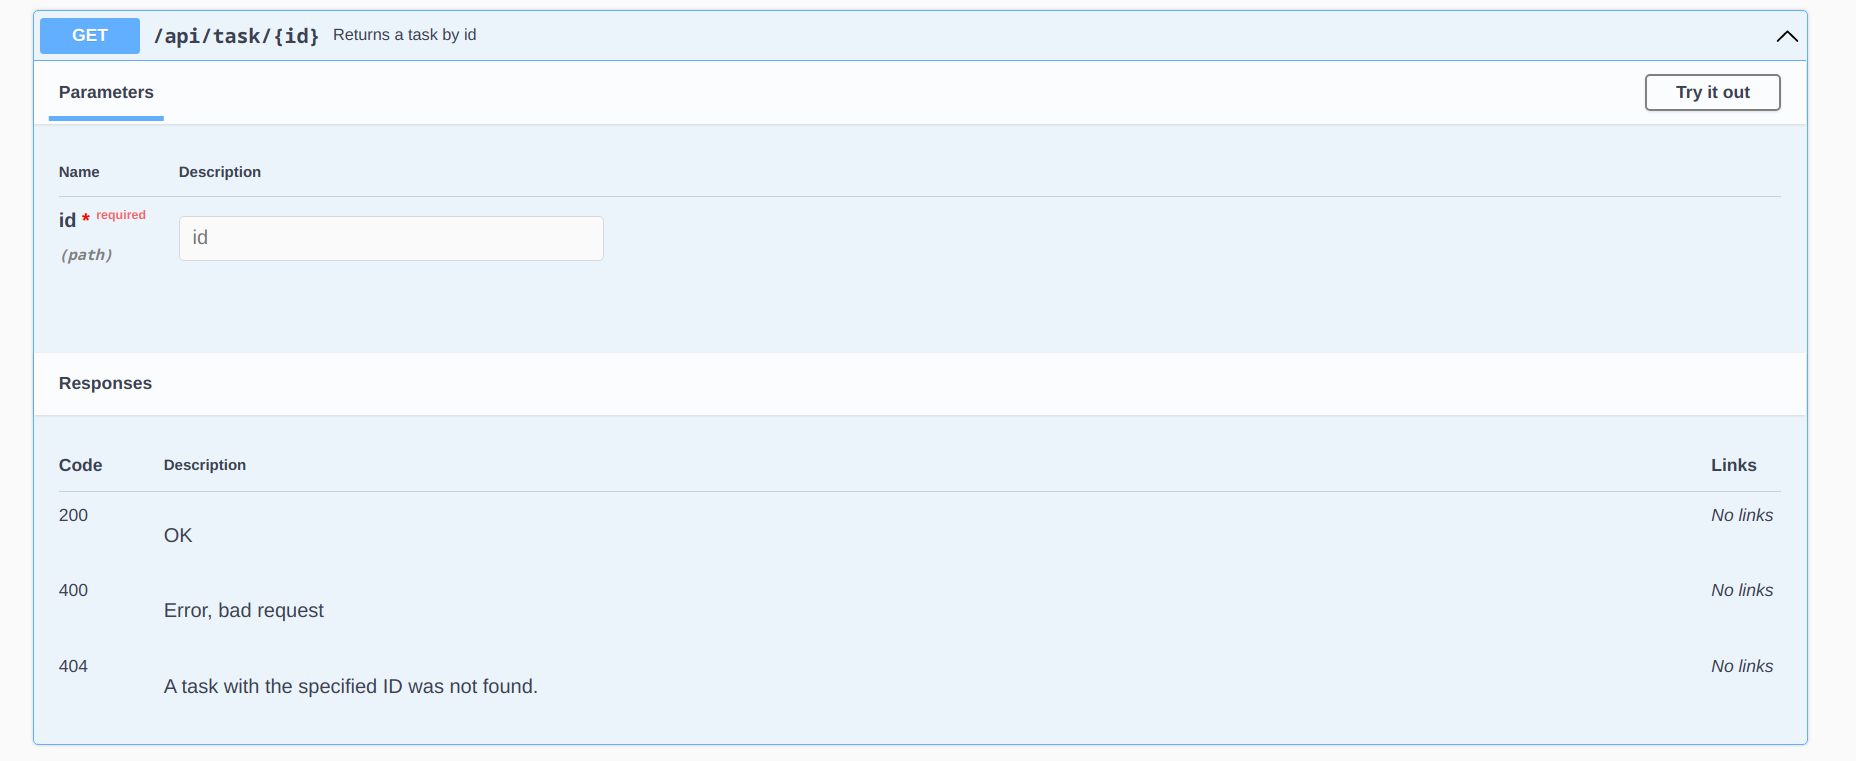 GET /api/task/{id} Returns a task by id
Parameters
Try it out
Name Description
id * required
(path)
id
Responses
Code Description Links
200 No links
OK
400 No links
Error, bad request
404 No links
A task with the specified ID was not found.